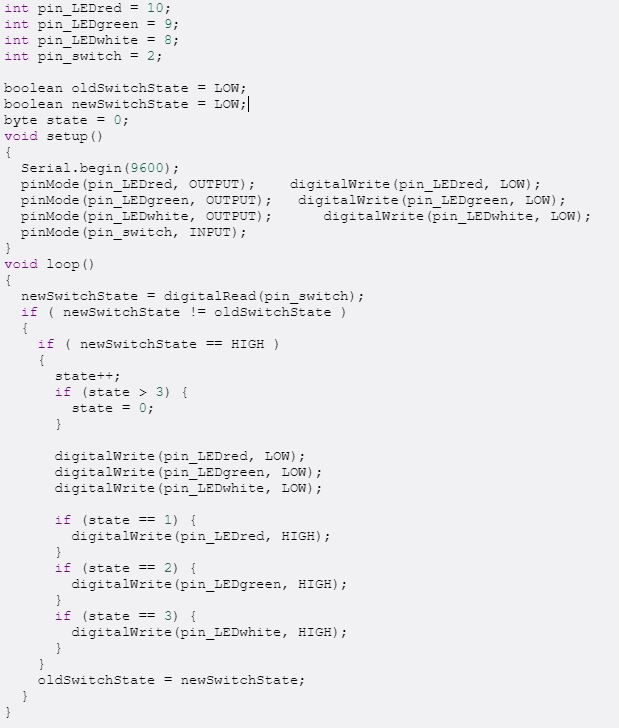 int pin_LEDred = 10;
int pin_LEDgreen = 9;
int pin_LEDwhite = 8;
int pin_switch = 2;

boolean oldSwitchState = LOW;
boolean newSwitchState = LOW;
byte state = 0;
void setup()
{
  Serial.begin(9600);
  pinMode(pin_LEDred, OUTPUT);    digitalWrite(pin_LEDred, LOW);
  pinMode(pin_LEDgreen, OUTPUT);   digitalWrite(pin_LEDgreen, LOW);
  pinMode(pin_LEDwhite, OUTPUT);      digitalWrite(pin_LEDwhite, LOW);
  pinMode(pin_switch, INPUT);
}
void loop()
{
  newSwitchState = digitalRead(pin_switch);
  if ( newSwitchState != oldSwitchState )
  {
    if ( newSwitchState == HIGH )
    {
      state++;
      if (state > 3) {
        state = 0;
      }

      digitalWrite(pin_LEDred, LOW);
      digitalWrite(pin_LEDgreen, LOW);
      digitalWrite(pin_LEDwhite, LOW);

      if (state == 1) {
        digitalWrite(pin_LEDred, HIGH);
      }
      if (state == 2) {
        digitalWrite(pin_LEDgreen, HIGH);
      }
      if (state == 3) {
        digitalWrite(pin_LEDwhite, HIGH);
      }
    }
    oldSwitchState = newSwitchState;
  }
}